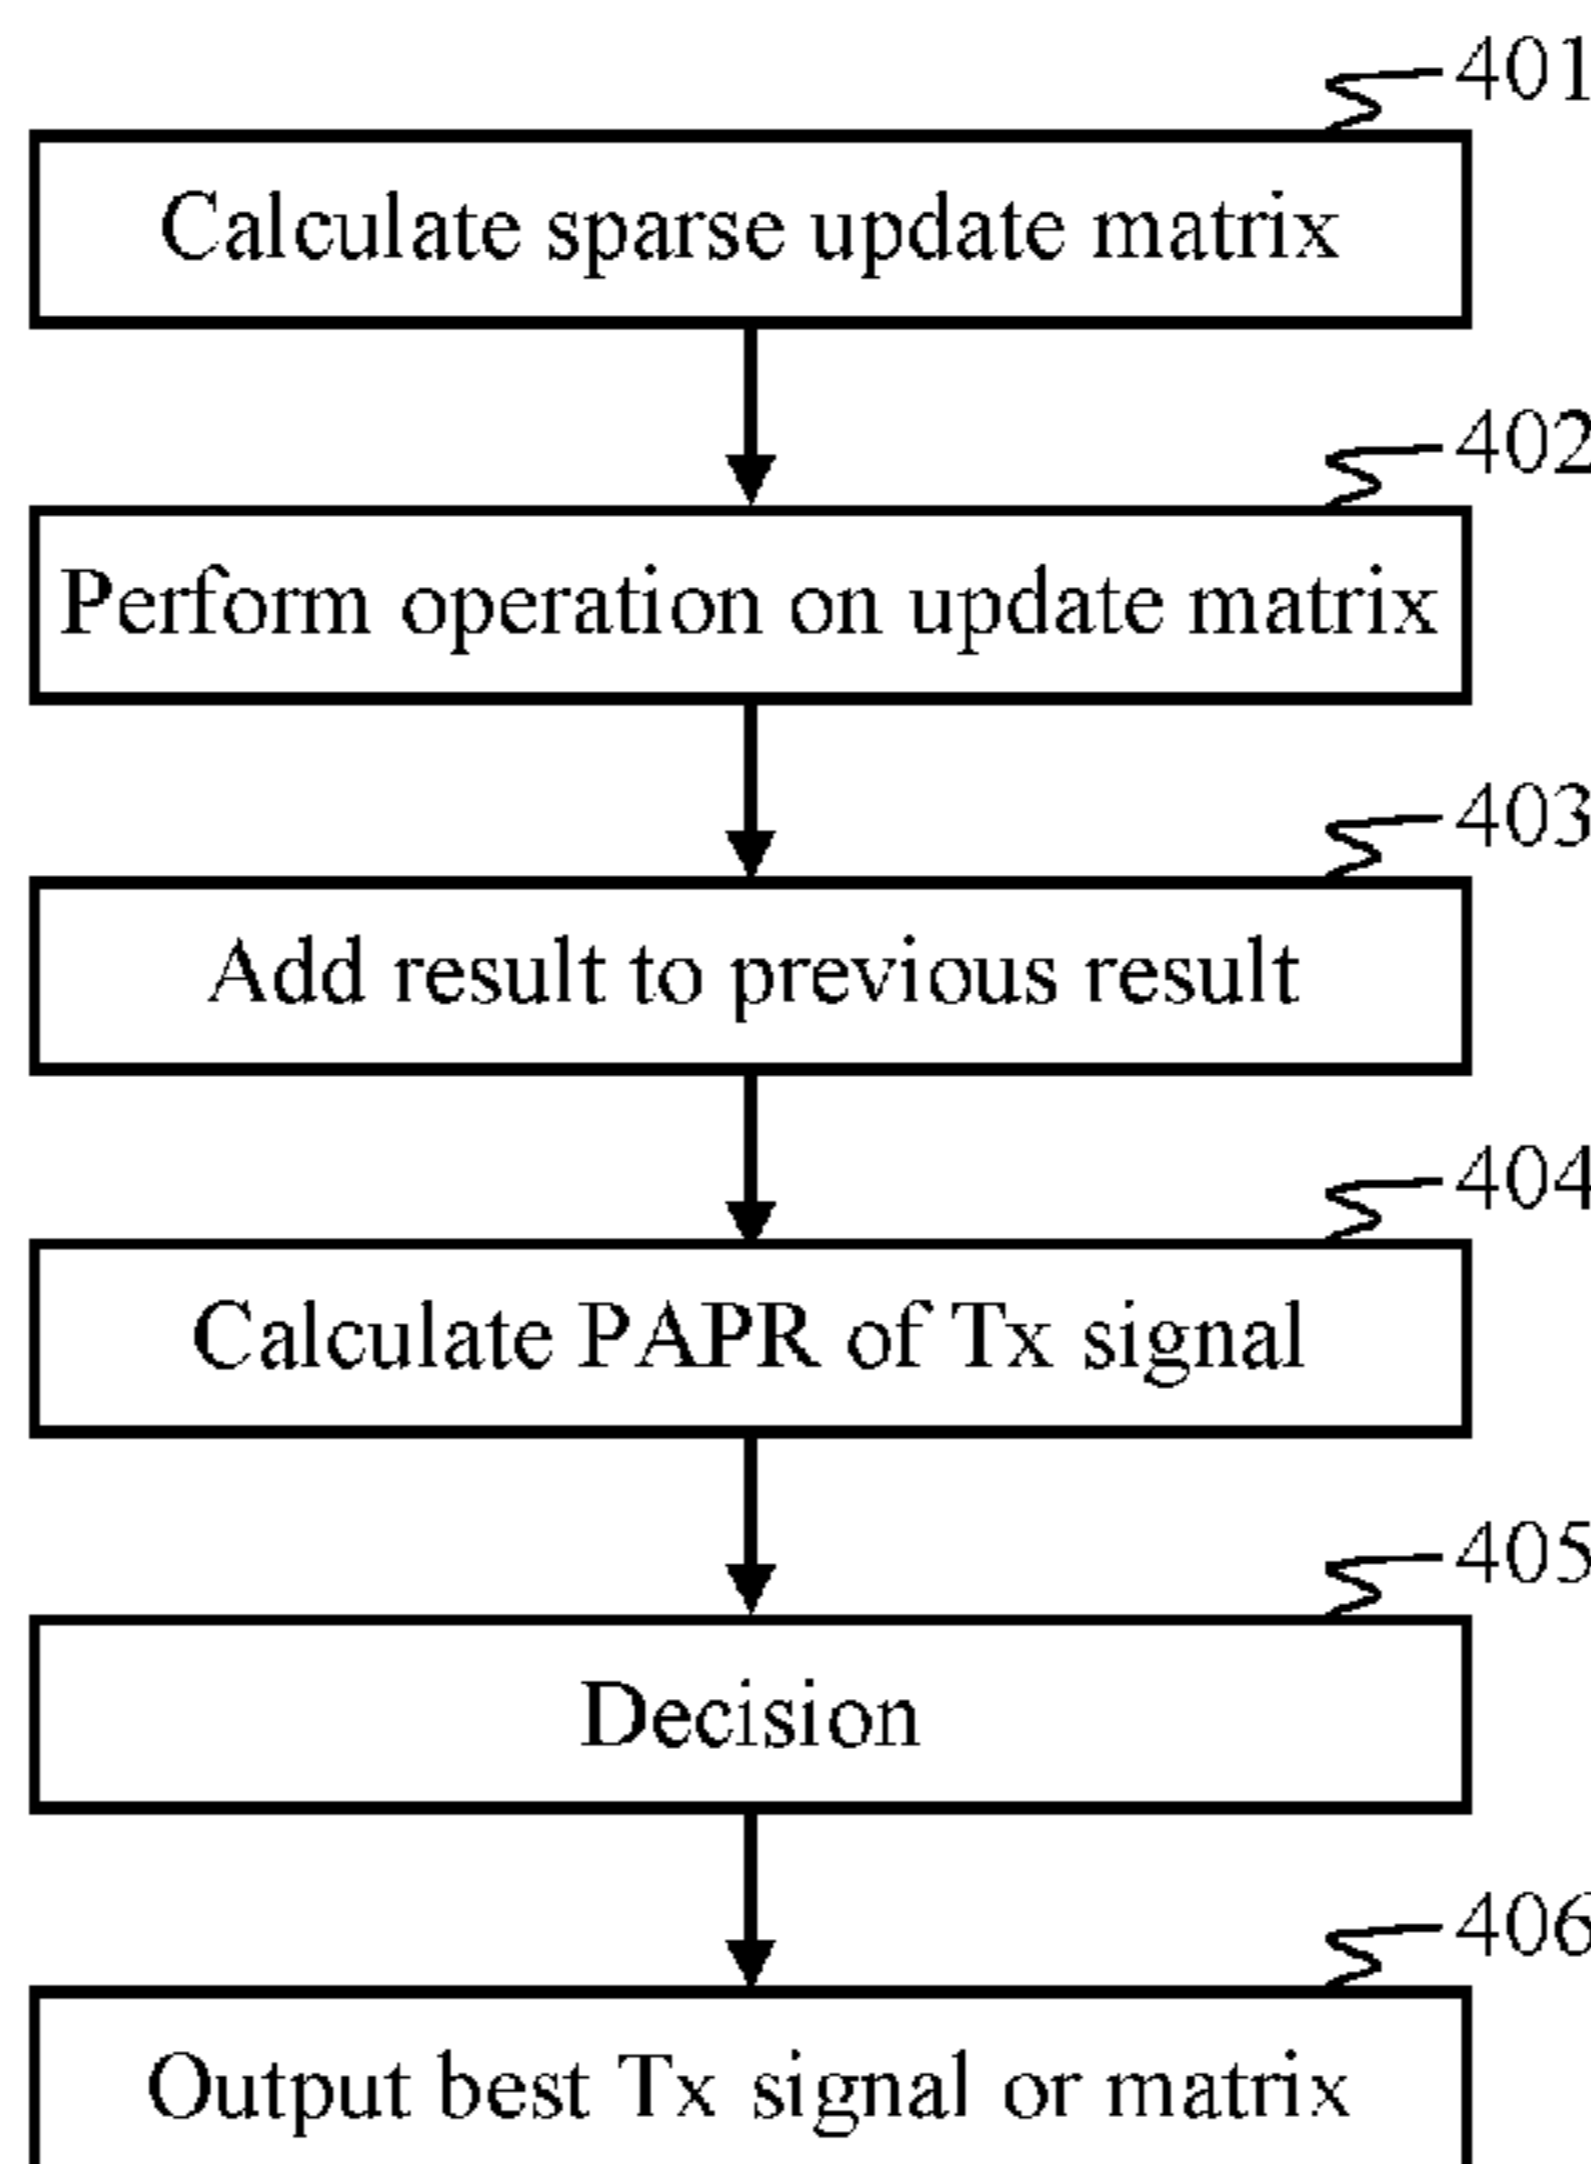 401
Calculate sparse update matrix
402
Perform operation on update matrix
403
Add result to previous result
404
Calculate PAPR of Tx signal
405
Decision
406
Output best Tx signal or matrix